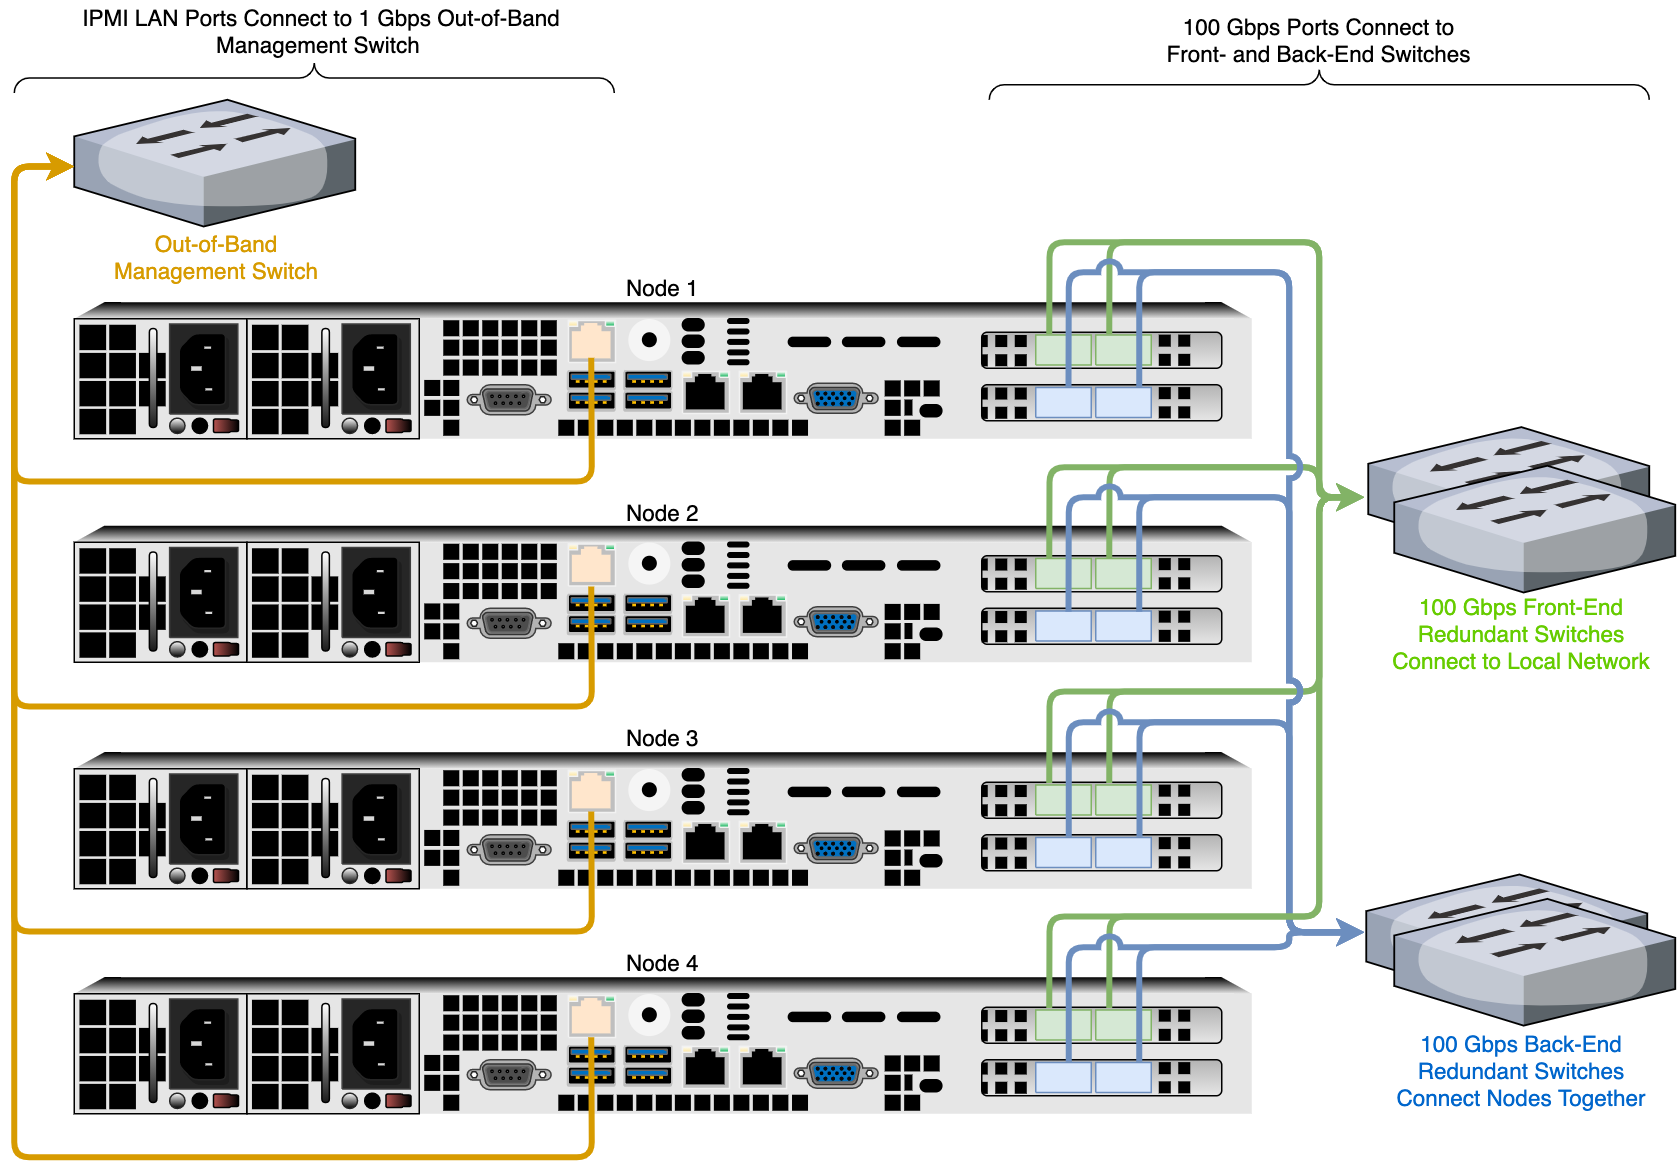 IPMI LAN Ports Connect to 1 Gbps Out-of-Band
Management Switch
100 Gbps Ports Connect to
Front- and Back-End Switches
Out-of-Band
Management Switch
Node 1
Node 2
100 Gbps Front-End
Redundant Switches
Connect to Local Network
Node 3
Node 4
100 Gbps Back-End
Redundant Switches
Connect Nodes Together